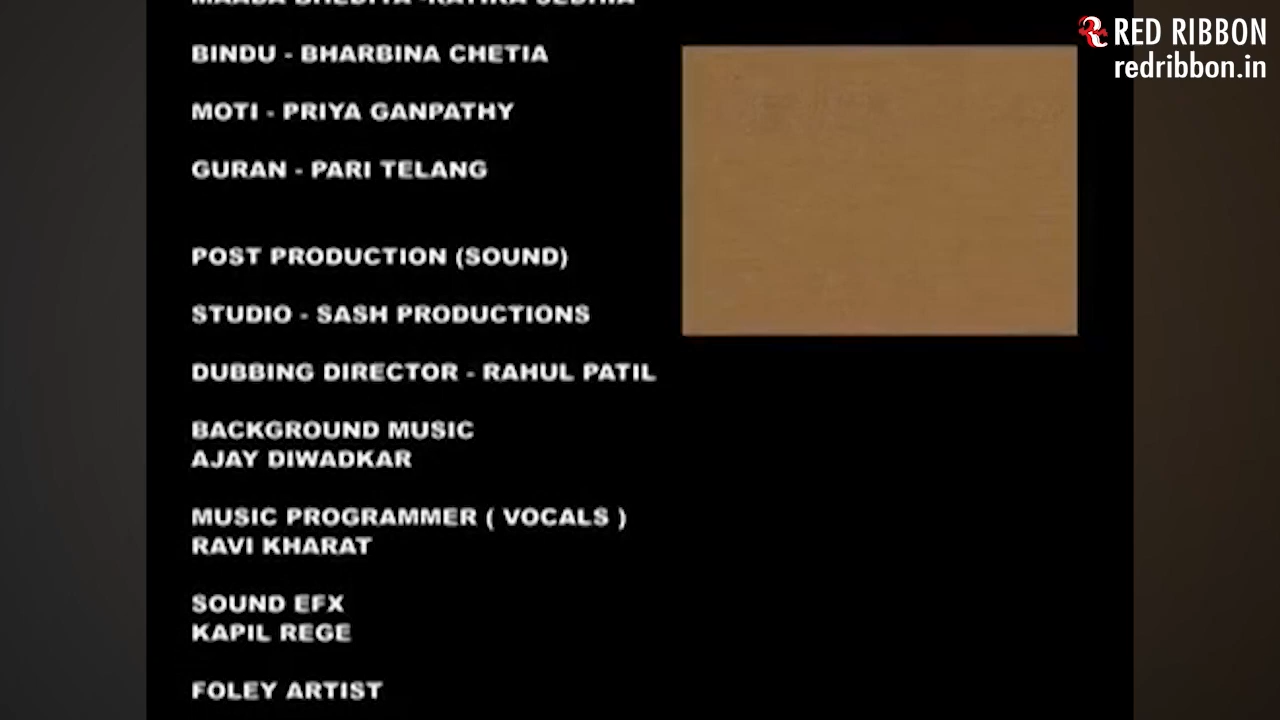 BINDU - BHARBINA CHETIA
MOTI - PRIYA GANPATHY
GURAN - PARI TELANG
POST PRODUCTION (SOUND)
STUDIO - SASH PRODUCTIONS
DUBBING DIRECTOR - RAHUL PATIL
BACKGROUND MUSIC
AJAY DIWADKAR
MUSIC PROGRAMMER ( VOCALS )
RAVI KHARAT
SOUND EFX
KAPIL REGE
FOLEY ARTIST
RED RIBBON
redribbon.in